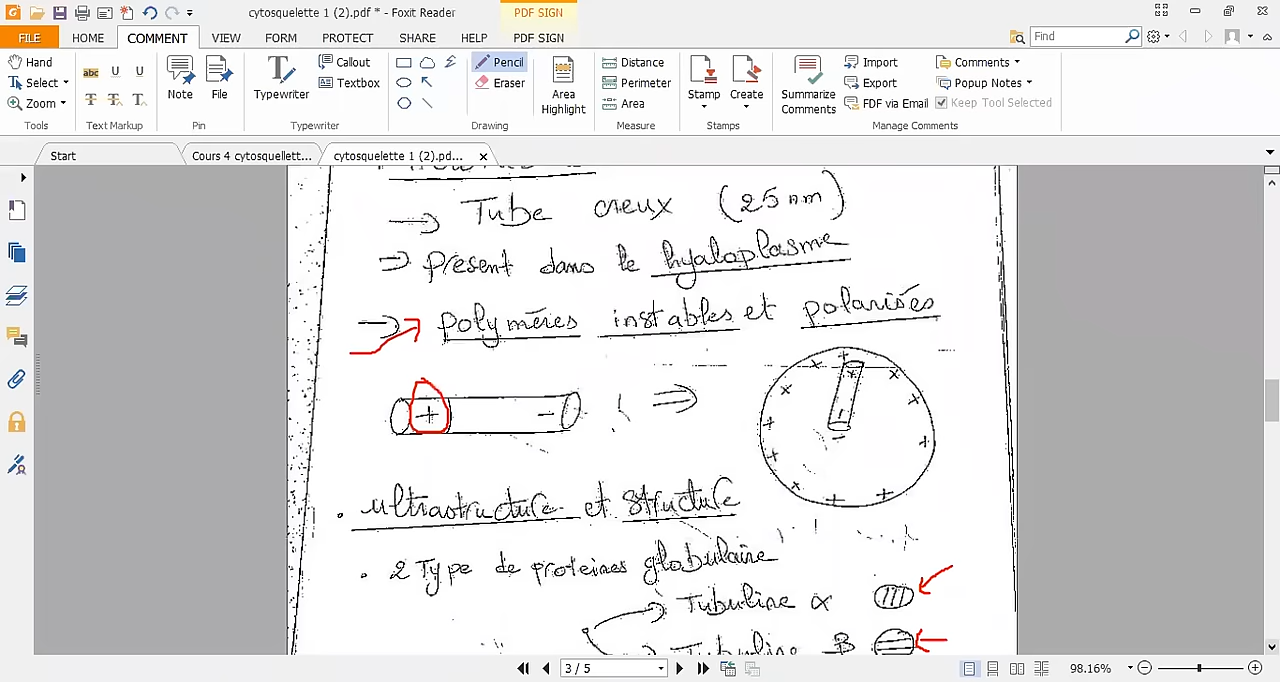 cytosquelette 1 (2).pdf * - Foxit Reader
PDF SIGN
FILE HOME COMMENT VIEW FORM PROTECT SHARE HELP PDF SIGN
Find
Hand
Select
Zoom
Tools
abc U U
T T T
Text Markup
Note File
Pin
Typewriter
Callout
Textbox
Typewriter
Pencil
Eraser
Area Highlight
Drawing
Distance
Perimeter
Area
Measure
Stamp Create
Stamps
Summarize Comments
Import
Export
FDF via Email
Comments
Popup Notes
Keep Tool Selected
Manage Comments
Start Cours 4 cytosquellett... cytosquelette 1 (2).pd...
→ Tube creux (25 nm)
⇒ présent dans le hyaloplasme
→ polymères instables et polarisés
+ - ⇒
. ultrastructure et structure
. 2 Type de proteines globulaire
→ Tubuline α
→ Tubuline B
3 / 5
98.16%